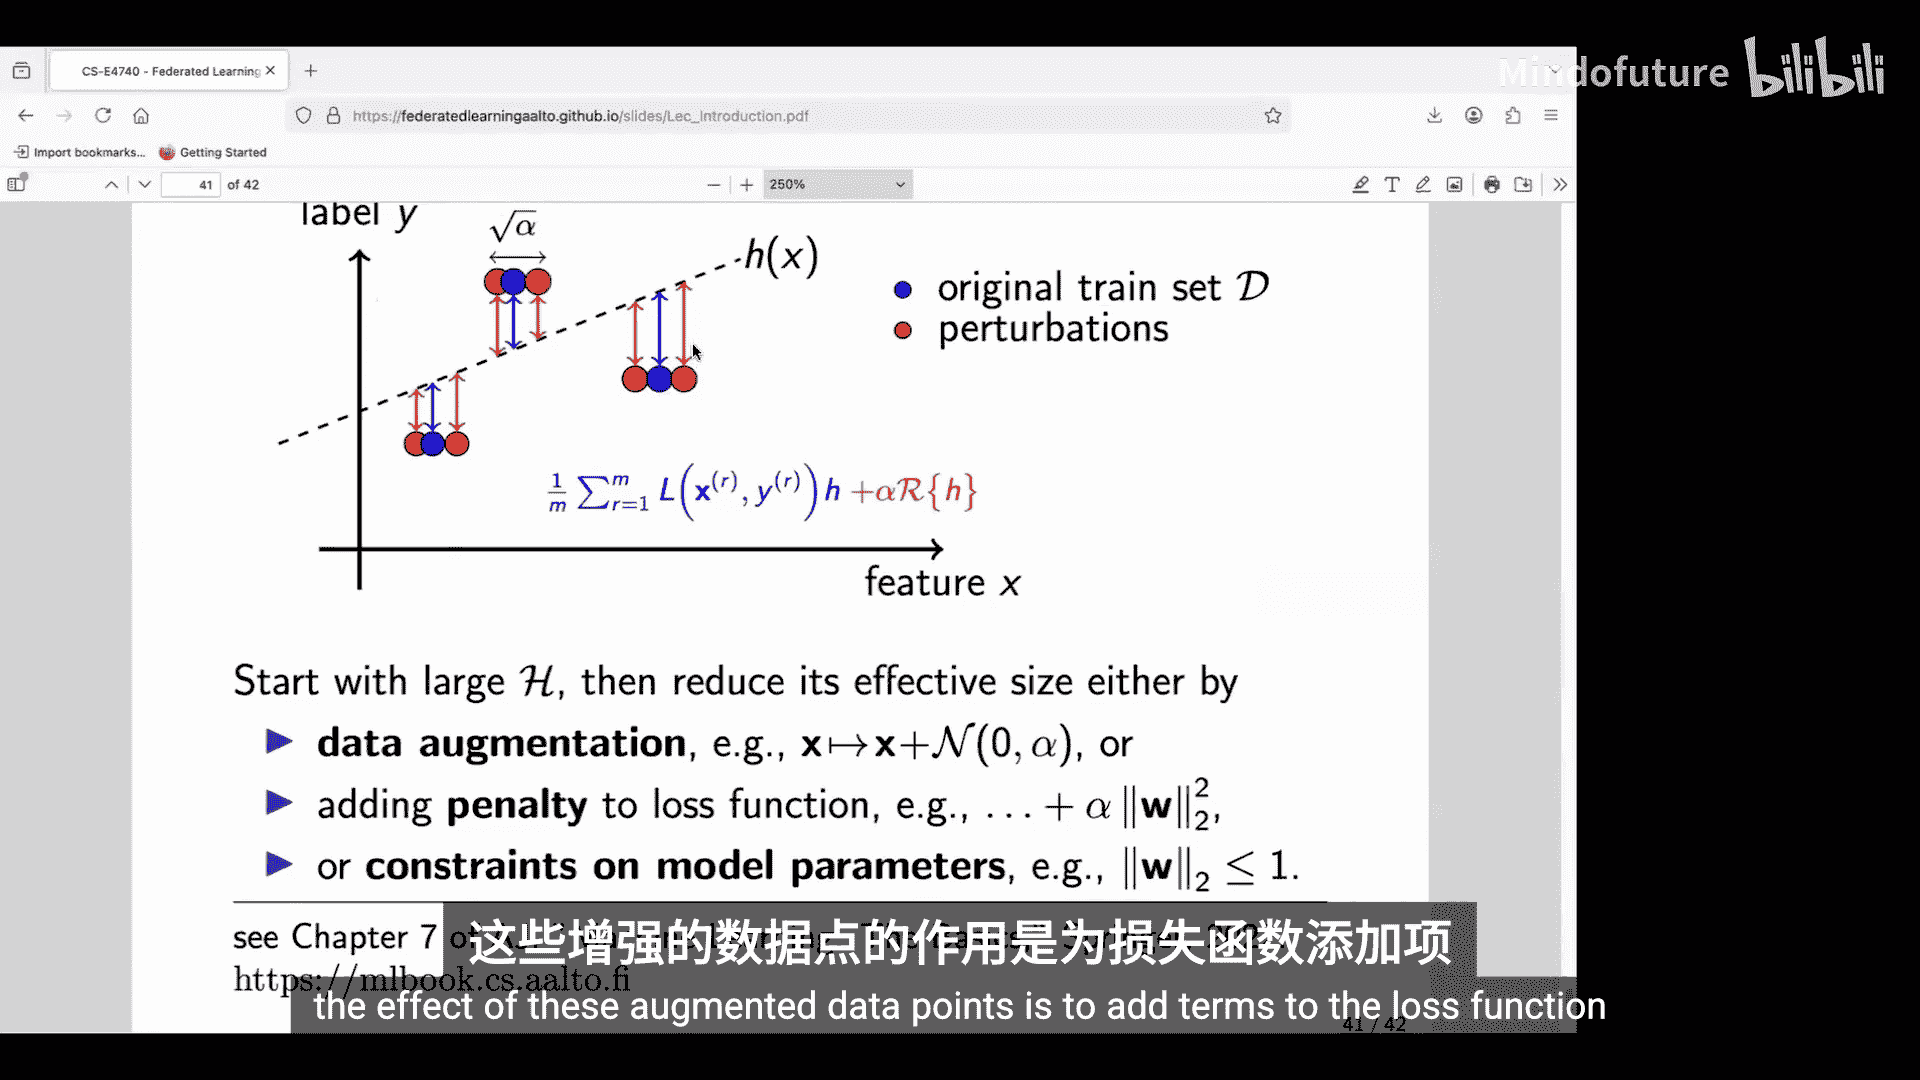 Mindofuture bilibili
CS-E4740 - Federated Learning
https://federatedlearningaalto.github.io/slides/Lec_Introduction.pdf
Import bookmarks... Getting Started
41 of 42 250%
label y
√α
h(x)
original train set 𝒟
perturbations
1/m ∑_{r=1}^{m} L(x^{(r)}, y^{(r)})h +αℛ{h}
feature x
Start with large ℋ, then reduce its effective size either by
data augmentation, e.g., x↦x+𝒩(0, α), or
adding penalty to loss function, e.g., … + α ‖w‖₂²,
or constraints on model parameters, e.g., ‖w‖₂ ≤ 1.
see Chapter 7
https://mlbook.cs.aalto.fi
41 / 42
这些增强的数据点的作用是为损失函数添加项
the effect of these augmented data points is to add terms to the loss function